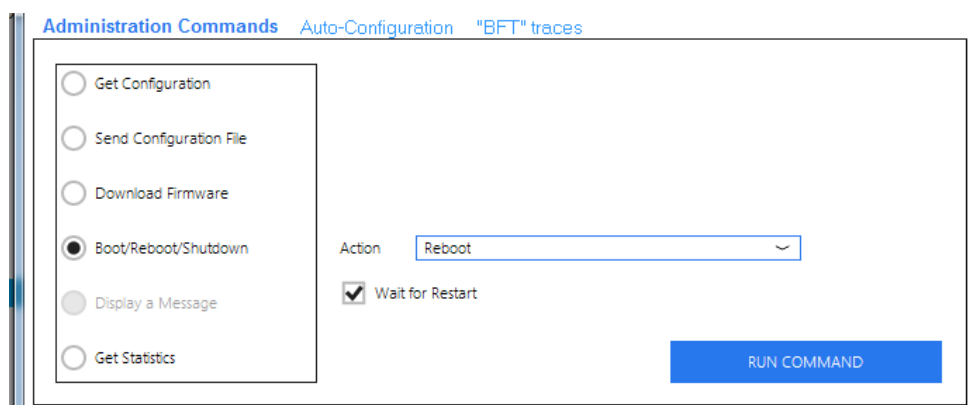 Administration Commands Auto-Configuration "BFT" traces
Get Configuration
Send Configuration File
Download Firmware
Boot/Reboot/Shutdown Action Reboot
Display a Message Wait for Restart
Get Statistics RUN COMMAND